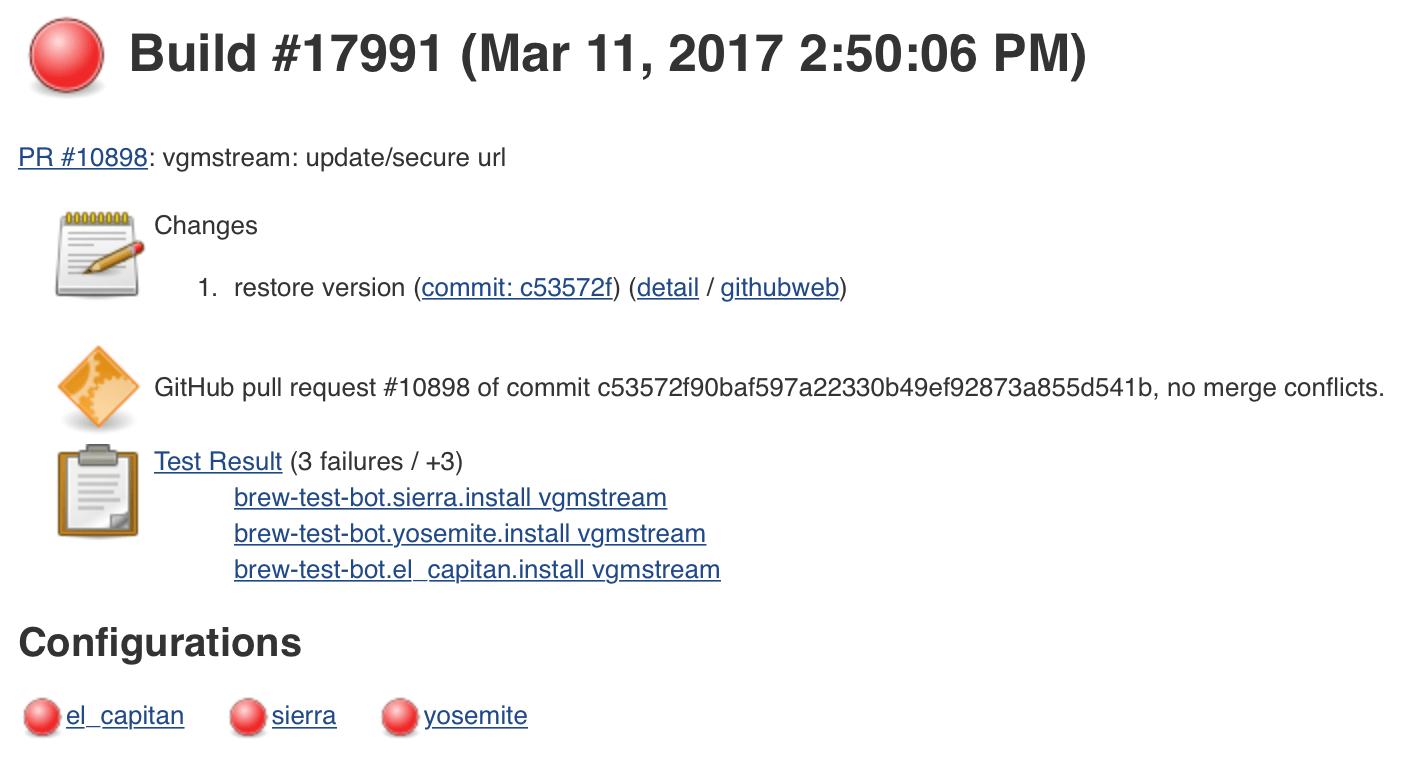 Build #17991 (Mar 11, 2017 2:50:06 PM)
PR #10898: vgmstream: update/secure url
Changes
1. restore version (commit: c53572f) (detail / githubweb)
GitHub pull request #10898 of commit c53572f90baf597a22330b49ef92873a855d541b, no merge conflicts.
Test Result (3 failures / +3)
brew-test-bot.sierra.install vgmstream
brew-test-bot.yosemite.install vgmstream
brew-test-bot.el_capitan.install vgmstream
Configurations
el_capitan sierra yosemite